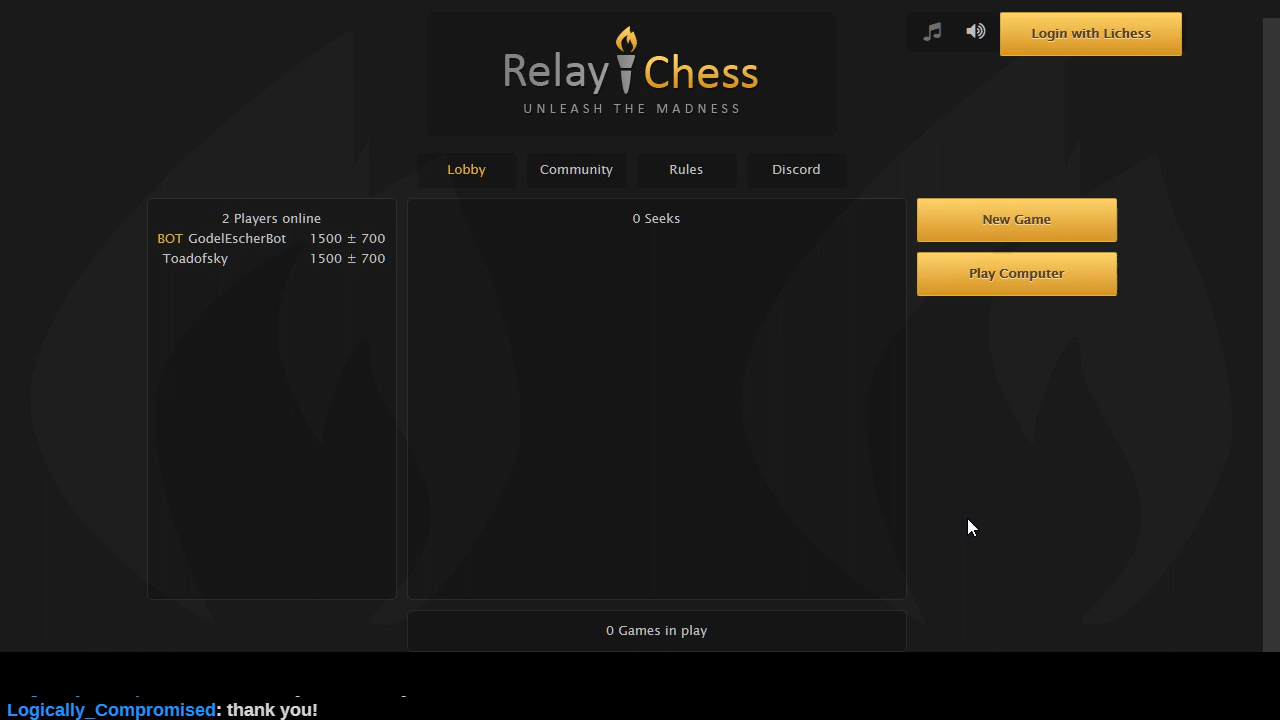 Relay Chess
UNLEASH THE MADNESS
Login with Lichess
Lobby
Community
Rules
Discord
2 Players online
BOT GodelEscherBot 1500 ± 700
Toadofsky 1500 ± 700
0 Seeks
New Game
Play Computer
0 Games in play
Logically_Compromised: thank you!